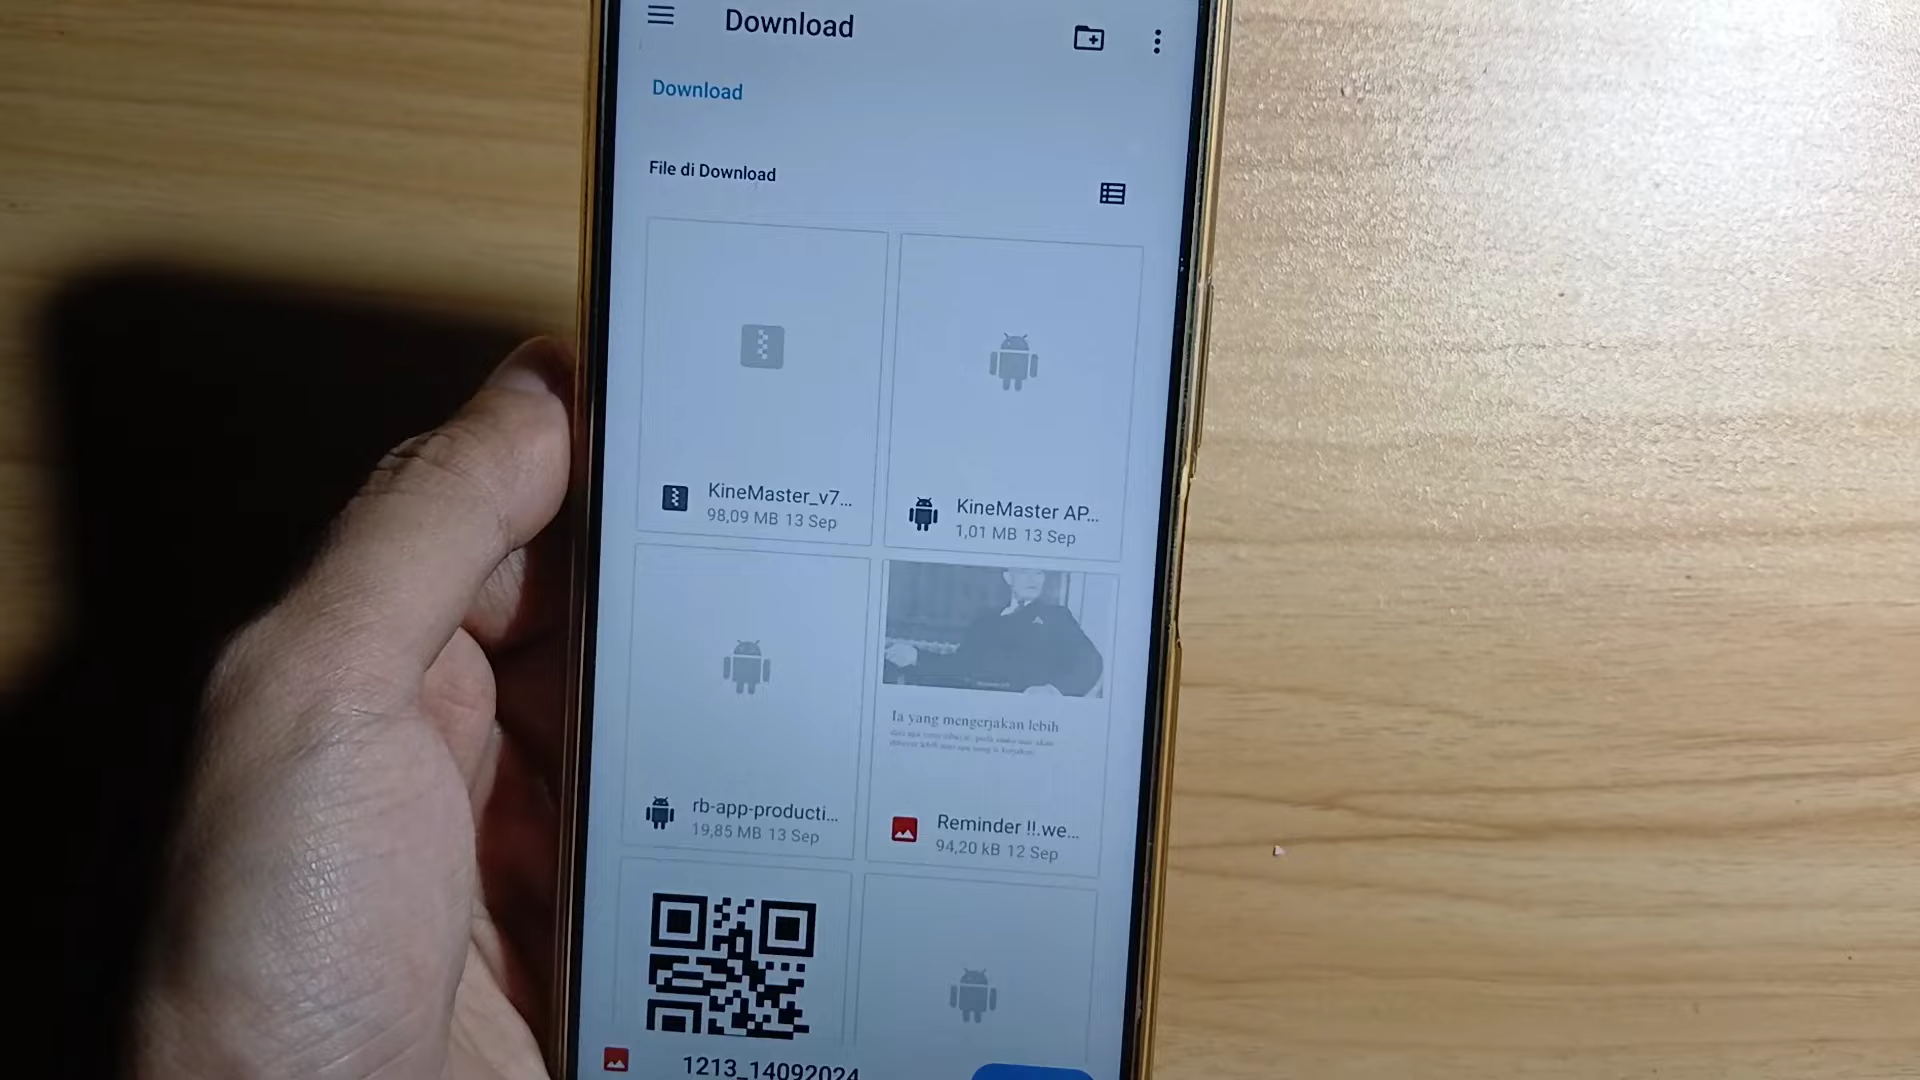 Download
Download
File di Download
KineMaster_v7...
98,09 MB 13 Sep
KineMaster AP...
1,01 MB 13 Sep
rb-app-producti...
19,85 MB 13 Sep
Ia yang mengerjakan lebih
Reminder !!.we...
94,20 kB 12 Sep
1213_14092024